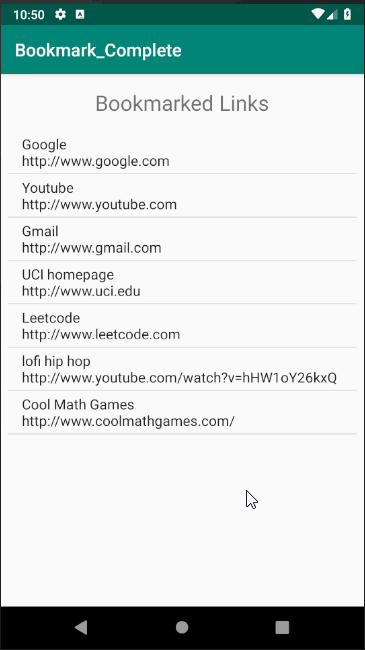 10:50
Bookmark_Complete
Bookmarked Links
Google
http://www.google.com
Youtube
http://www.youtube.com
Gmail
http://www.gmail.com
UCI homepage
http://www.uci.edu
Leetcode
http://www.leetcode.com
lofi hip hop
http://www.youtube.com/watch?v=hHW1oY26kxQ
Cool Math Games
http://www.coolmathgames.com/